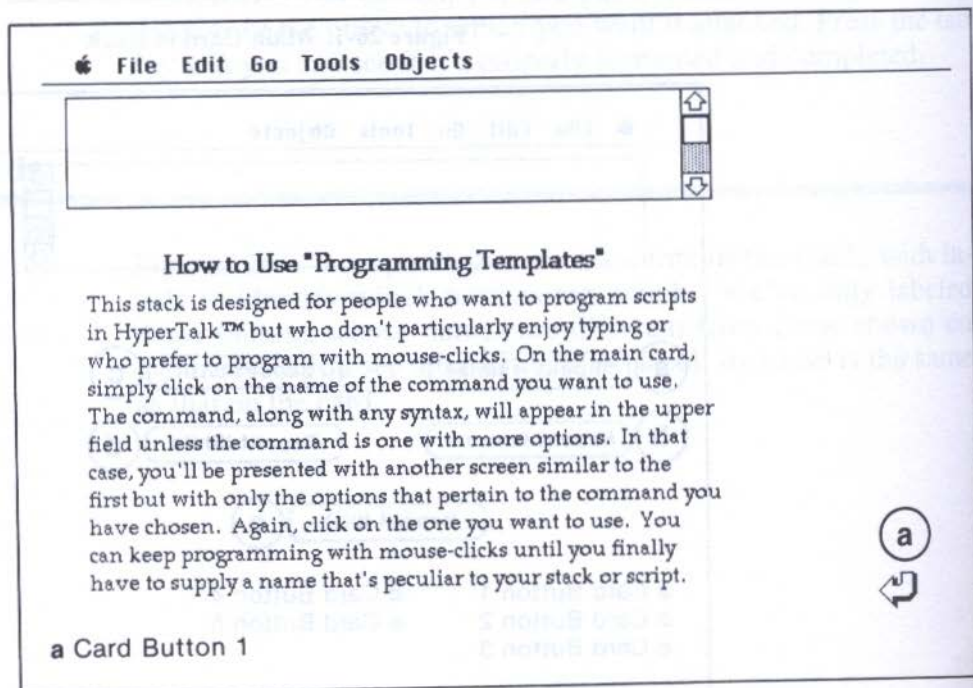 File Edit Go Tools Objects
How to Use "Programming Templates"
This stack is designed for people who want to program scripts
in HyperTalk™ but who don't particularly enjoy typing or
who prefer to program with mouse-clicks. On the main card,
simply click on the name of the command you want to use.
The command, along with any syntax, will appear in the upper
field unless the command is one with more options. In that
case, you'll be presented with another screen similar to the
first but with only the options that pertain to the command you
have chosen. Again, click on the one you want to use. You
can keep programming with mouse-clicks until you finally
have to supply a name that's peculiar to your stack or script.
a
a Card Button 1